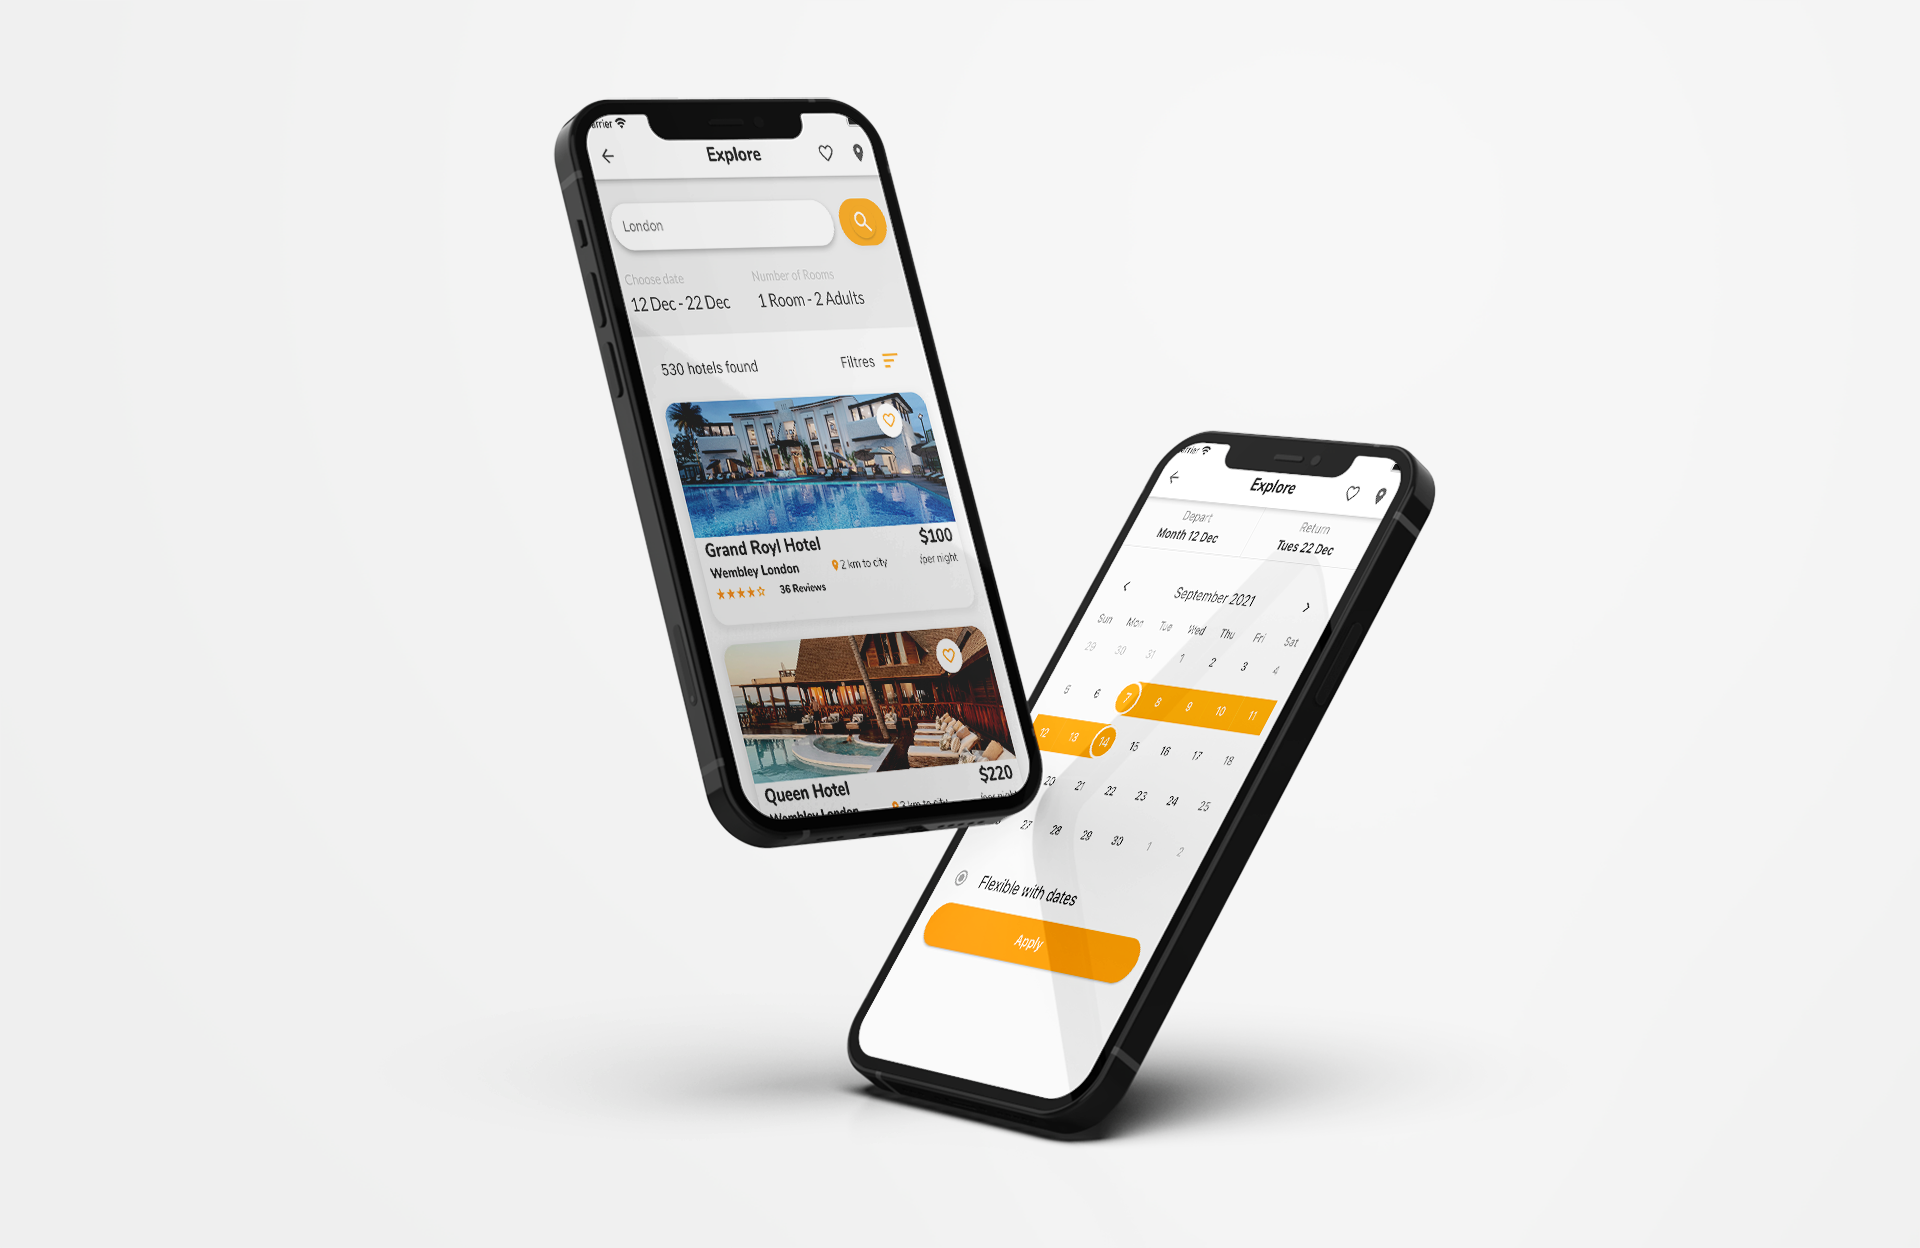 Explore
London
Choose date Number of Rooms
12 Dec - 22 Dec 1 Room - 2 Adults
530 hotels found Filtres
Grand Royl Hotel $100
Wembley London 2 km to city /per night
36 Reviews
Queen Hotel $220
Wembley London 2 km to city
Explore
Depart Return
Month 12 Dec Tues 22 Dec
September 2021
Sun Mon Tue Wed Thu Fri Sat
29 30 31 1 2 3 4
5 6 7 8 9 10 11
12 13 14 15 16 17 18
20 21 22 23 24 25
27 28 29 30 1 2
Flexible with dates
Apply